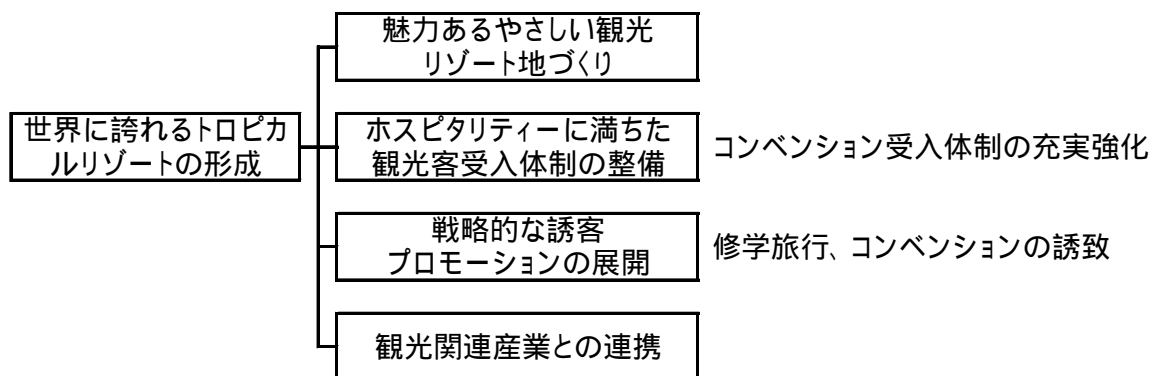 魅力あるやさしい観光
リゾート地づくり
世界に誇れるトロピカ
ルリゾートの形成
ホスピタリティーに満ちた
観光客受入体制の整備
コンベンション受入体制の充実強化
戦略的な誘客
プロモーションの展開
修学旅行、コンベンションの誘致
観光関連産業との連携